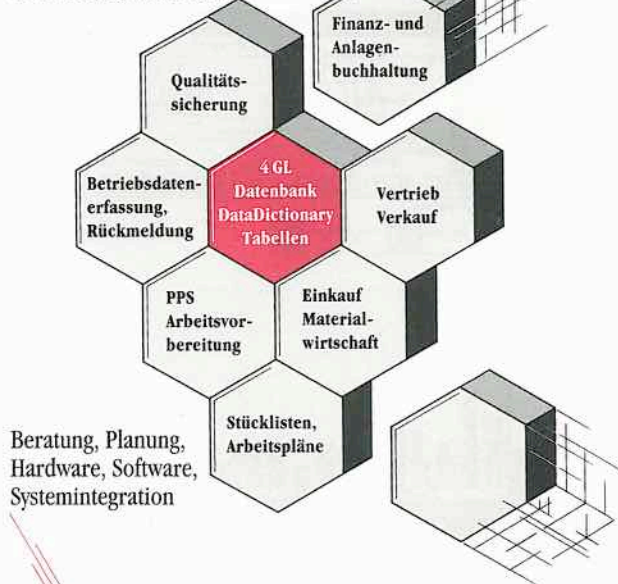 Finanz- und
Anlagen-
buchhaltung
Qualitäts-
sicherung
4 GL
Datenbank
DataDictionary
Tabellen
Betriebsdaten-
erfassung,
Rückmeldung
Vertrieb
Verkauf
PPS
Arbeitsvor-
bereitung
Einkauf
Material-
wirtschaft
Stücklisten,
Arbeitspläne
Beratung, Planung,
Hardware, Software,
Systemintegration